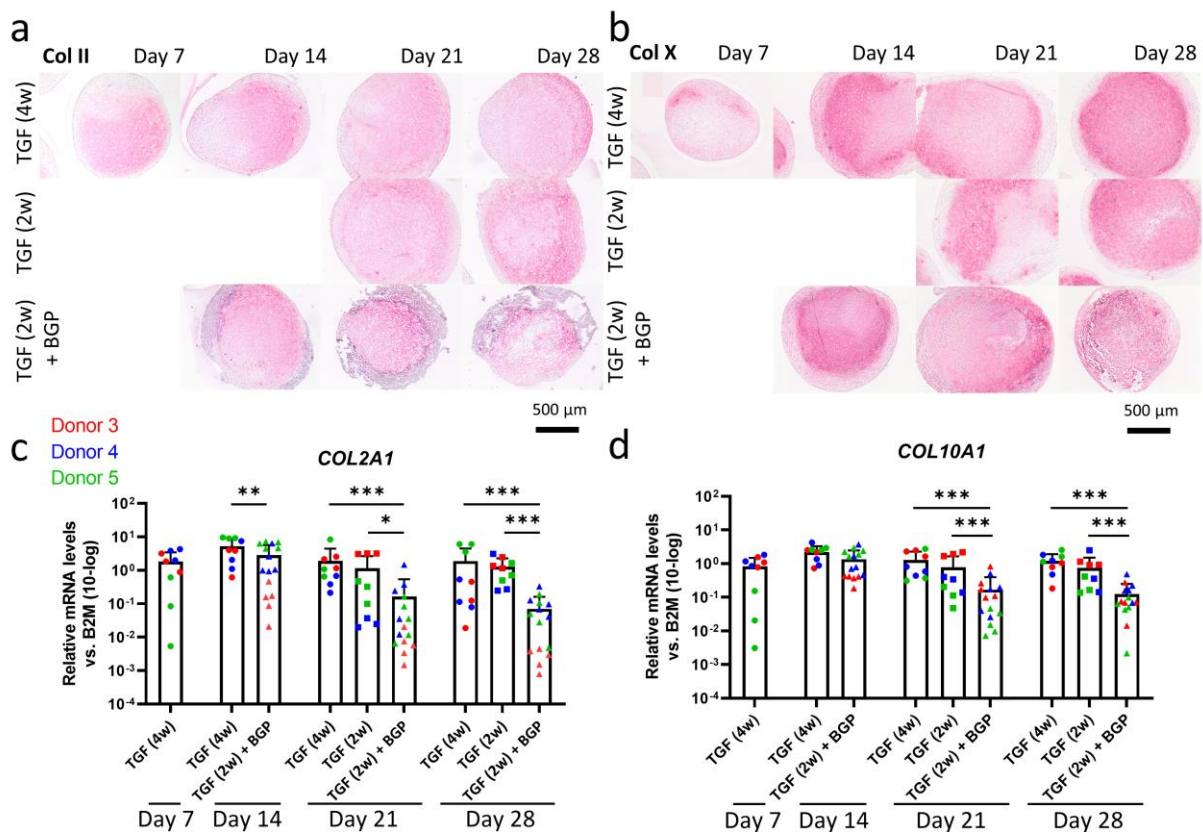 a
b
Col II Day 7 Day 14 Day 21 Day 28
Col X Day 7 Day 14 Day 21 Day 28
TGF (4w)
TGF (2w)
TGF (2w)
+ BGP
TGF (4w)
TGF (2w)
TGF (2w)
+ BGP
500 µm
500 µm
Donor 3
Donor 4
Donor 5
c
COL2A1
** *** * *** ***
Relative mRNA levels
vs. B2M (10-log)
10²
10¹
10⁰
10⁻¹
10⁻²
10⁻³
10⁻⁴
TGF (4w)
TGF (4w)
TGF (2w) + BGP
TGF (4w)
TGF (2w)
TGF (2w) + BGP
TGF (4w)
TGF (2w)
TGF (2w) + BGP
Day 7 Day 14 Day 21 Day 28
d
COL10A1
*** *** *** ***
Relative mRNA levels
vs. B2M (10-log)
10²
10¹
10⁰
10⁻¹
10⁻²
10⁻³
10⁻⁴
TGF (4w)
TGF (4w)
TGF (2w) + BGP
TGF (4w)
TGF (2w)
TGF (2w) + BGP
TGF (4w)
TGF (2w)
TGF (2w) + BGP
Day 7 Day 14 Day 21 Day 28